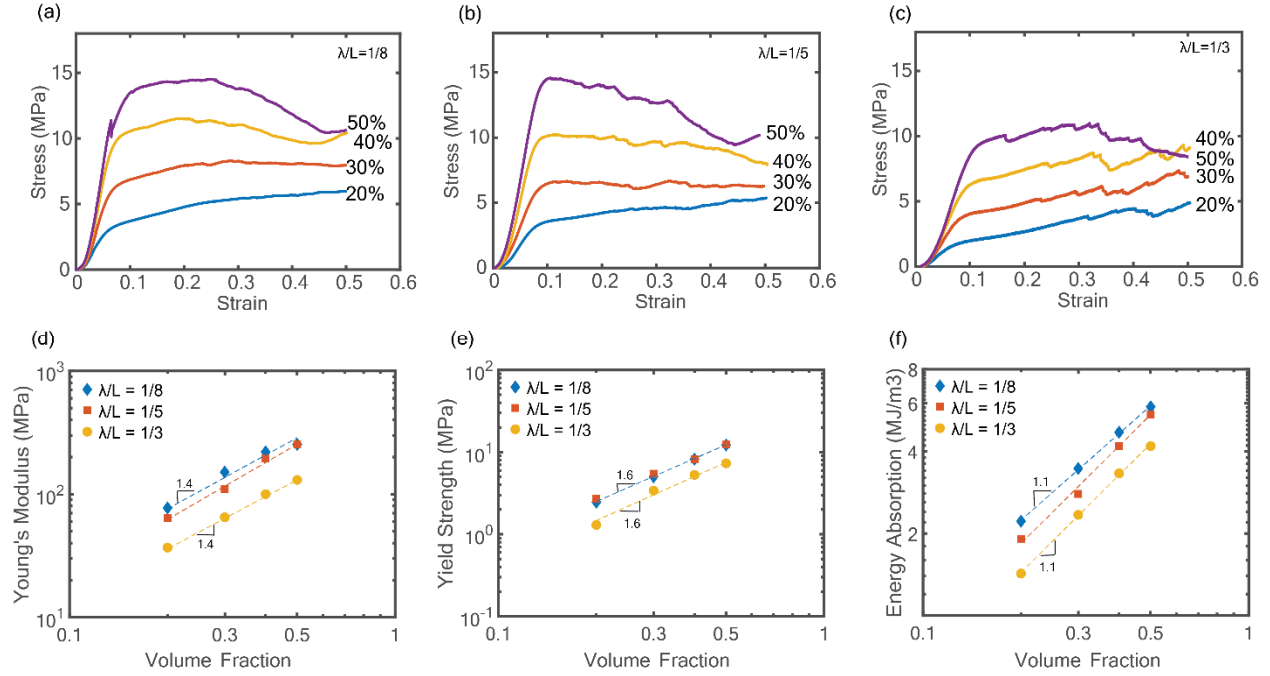 (a)
λ/L=1/8
Stress (MPa)
15
10
5
0
50%
40%
30%
20%
0 0.1 0.2 0.3 0.4 0.5 0.6
Strain
(b)
λ/L=1/5
Stress (MPa)
15
10
5
0
50%
40%
30%
20%
0 0.1 0.2 0.3 0.4 0.5 0.6
Strain
(c)
λ/L=1/3
Stress (MPa)
15
10
5
0
40%
50%
30%
20%
0 0.1 0.2 0.3 0.4 0.5 0.6
Strain
(d)
Young's Modulus (MPa)
10³
10²
10¹
λ/L = 1/8
λ/L = 1/5
λ/L = 1/3
1.4
1.4
0.1 0.3 0.5 1
Volume Fraction
(e)
Yield Strength (MPa)
10²
10¹
10⁰
10⁻¹
λ/L = 1/8
λ/L = 1/5
λ/L = 1/3
1.6
1.6
0.1 0.3 0.5 1
Volume Fraction
(f)
Energy Absorption (MJ/m3)
8
6
4
2
λ/L = 1/8
λ/L = 1/5
λ/L = 1/3
1.1
1.1
0.1 0.3 0.5 1
Volume Fraction